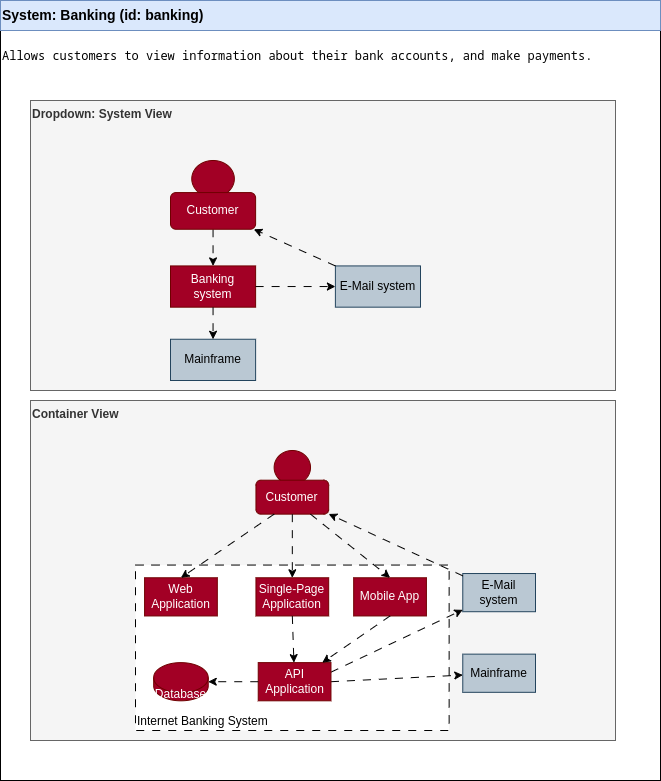 System: Banking (id: banking)
Allows customers to view information about their bank accounts, and make payments.
Dropdown: System View
Customer
Banking
system
E-Mail system
Mainframe
Container View
Customer
Web
Application
Single-Page
Application
Mobile App
E-Mail
system
Database
API
Application
Mainframe
Internet Banking System